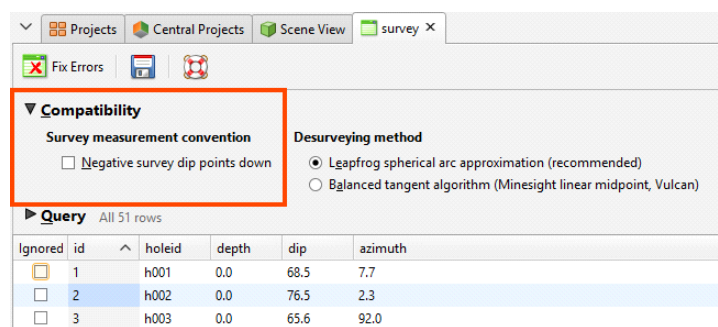 Projects Central Projects Scene View survey
Fix Errors
Compatibility
Survey measurement convention Desurveying method
Negative survey dip points down Leapfrog spherical arc approximation (recommended)
Balanced tangent algorithm (Minesight linear midpoint, Vulcan)
Query All 51 rows
Ignored id holeid depth dip azimuth
1 h001 0.0 68.5 7.7
2 h002 0.0 76.5 2.3
3 h003 0.0 65.6 92.0